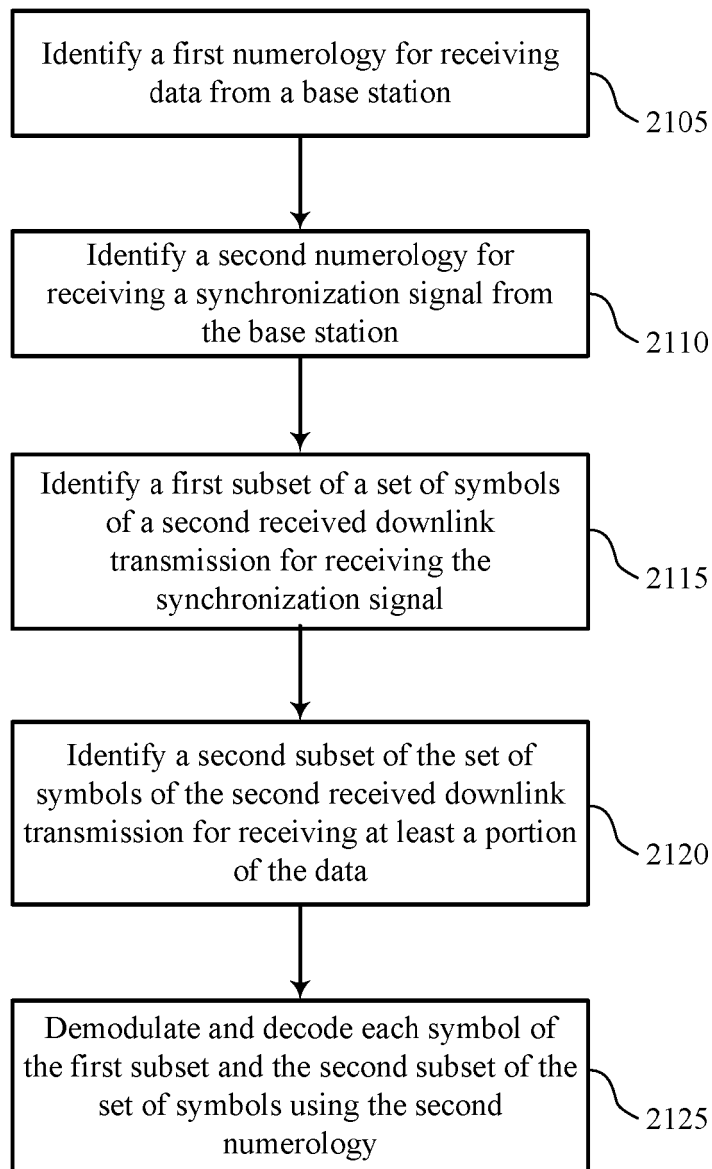 Identify a first numerology for receiving
data from a base station
2105
Identify a second numerology for
receiving a synchronization signal from
the base station
2110
Identify a first subset of a set of symbols
of a second received downlink
transmission for receiving the
synchronization signal
2115
Identify a second subset of the set of
symbols of the second received downlink
transmission for receiving at least a portion
of the data
2120
Demodulate and decode each symbol of
the first subset and the second subset of the
set of symbols using the second
numerology
2125